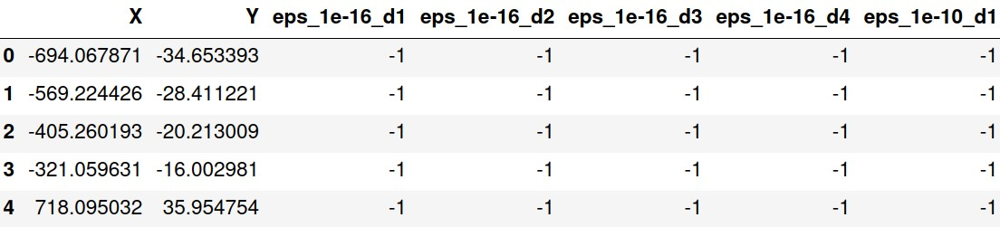 X Y eps_1e-16_d1 eps_1e-16_d2 eps_1e-16_d3 eps_1e-16_d4 eps_1e-10_d1
0 -694.067871 -34.653393 -1 -1 -1 -1 -1
1 -569.224426 -28.411221 -1 -1 -1 -1 -1
2 -405.260193 -20.213009 -1 -1 -1 -1 -1
3 -321.059631 -16.002981 -1 -1 -1 -1 -1
4 718.095032 35.954754 -1 -1 -1 -1 -1